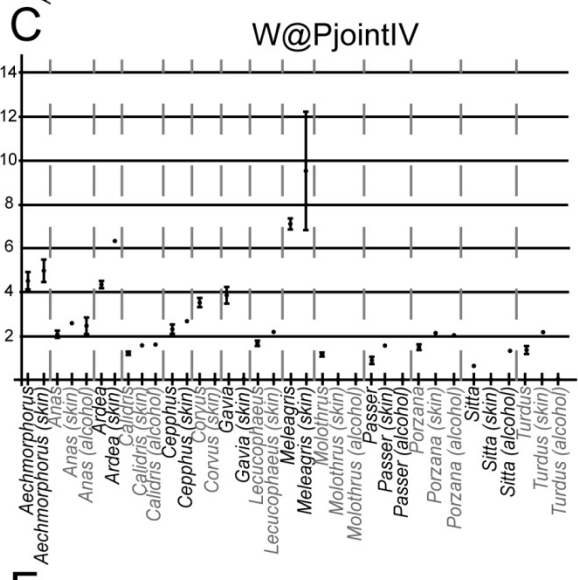 C
W@PjointIV
14
12
10
8
6
4
2
Aechmorphorus
Aechmorphorus (skin)
Anas
Anas (skin)
Anas (alcohol)
Ardea
Ardea (skin)
Calidris
Calidris (skin)
Calidris (alcohol)
Cepphus
Cepphus (skin)
Corvus
Corvus (skin)
Gavia
Gavia (skin)
Lecucophaeus
Lecucophaeus (skin)
Meleagris
Meleagris (skin)
Molothrus
Molothrus (skin)
Molothrus (alcohol)
Passer
Passer (skin)
Passer (alcohol)
Porzana
Porzana (skin)
Porzana (alcohol)
Sitta
Sitta (skin)
Sitta (alcohol)
Turdus
Turdus (skin)
Turdus (alcohol)